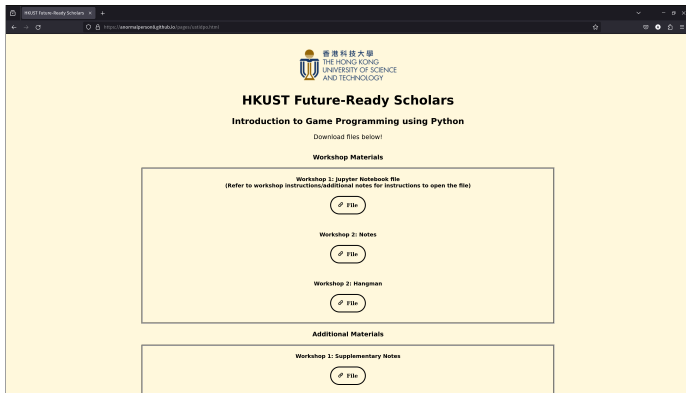 HKUST Future-Ready Scholars
https://anormalperson8.github.io/pages/ustdpo.html
香港科技大學
THE HONG KONG
UNIVERSITY OF SCIENCE
AND TECHNOLOGY
HKUST Future-Ready Scholars
Introduction to Game Programming using Python
Download files below!
Workshop Materials
Workshop 1: Jupyter Notebook file
(Refer to workshop instructions/additional notes for instructions to open the file)
File
Workshop 2: Notes
File
Workshop 2: Hangman
File
Additional Materials
Workshop 1: Supplementary Notes
File